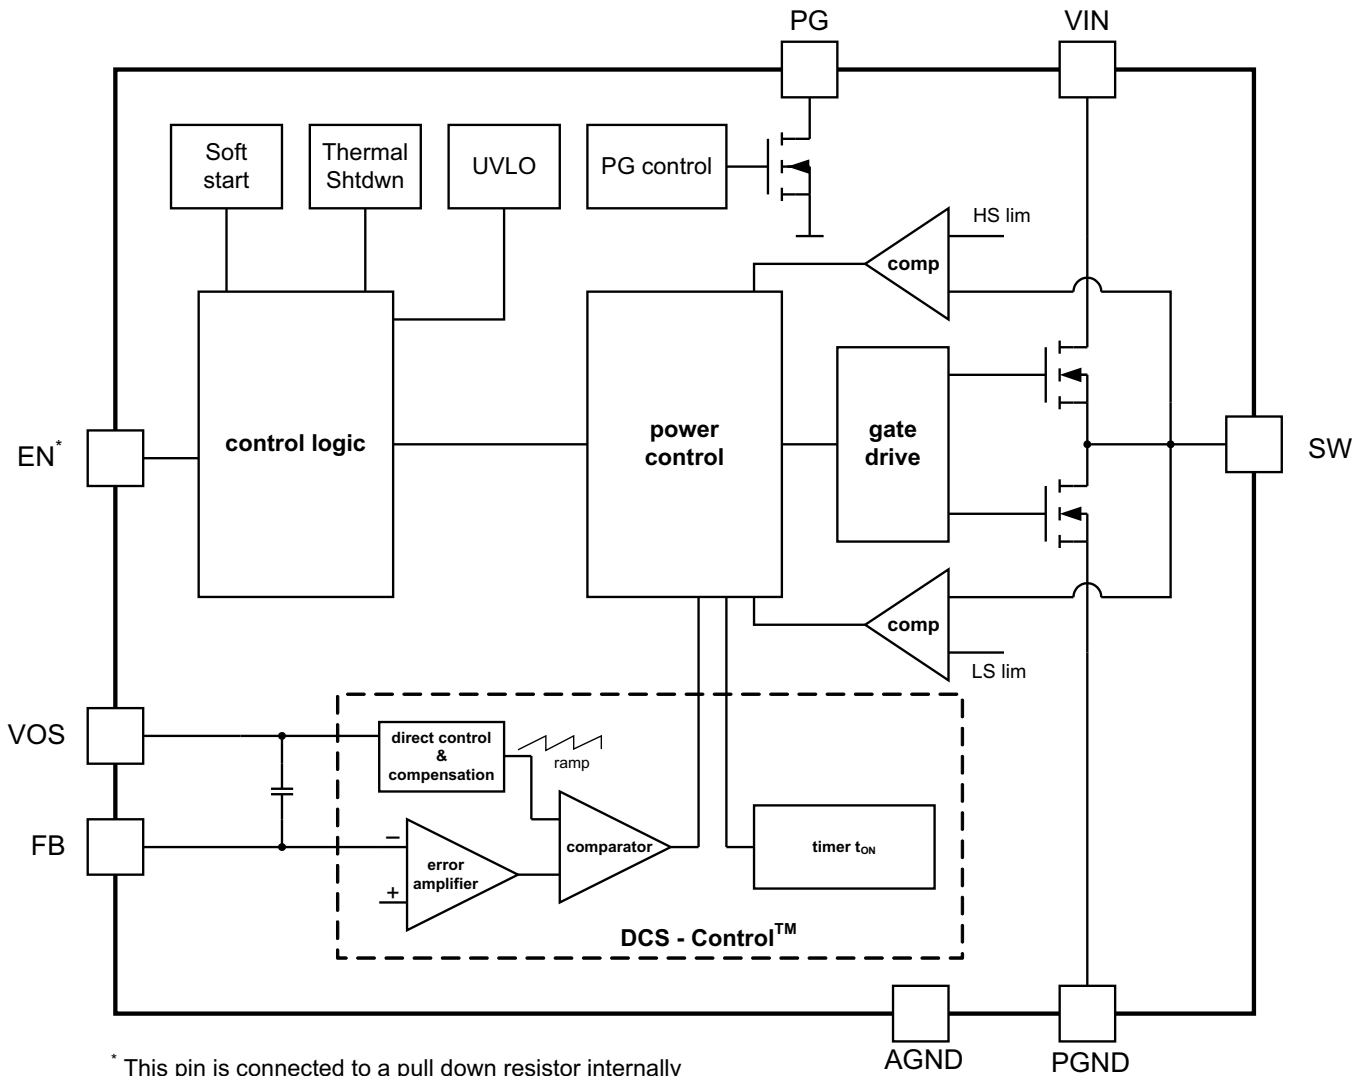 PG
VIN
Soft
start
Thermal
Shtdwn
UVLO
PG control
HS lim
comp
control logic
power
control
gate
drive
EN*
SW
comp
LS lim
VOS
direct control
&
compensation
ramp
FB
−
error
amplifier
+
comparator
timer tON
DCS - Control™
AGND
PGND
* This pin is connected to a pull down resistor internally